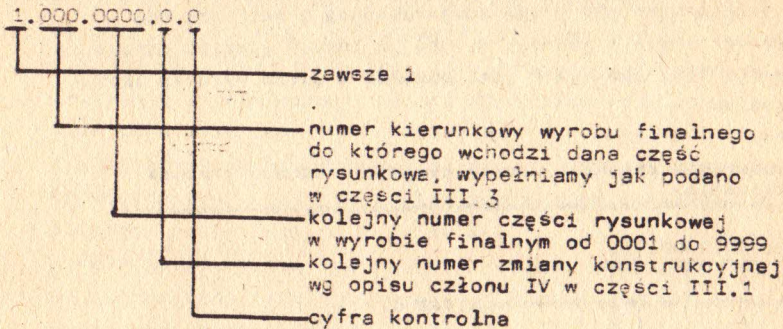 1.000.0000.0.0
zawsze 1
numer kierunkowy wyrobu finalnego
do którego wchodzi dana część
rysunkowa, wypełniamy jak podano
w części III.3
kolejny numer części rysunkowej
w wyrobie finalnym od 0001 do 9999
kolejny numer zmiany konstrukcyjnej
wg opisu członu IV w części III.1
cyfra kontrolna